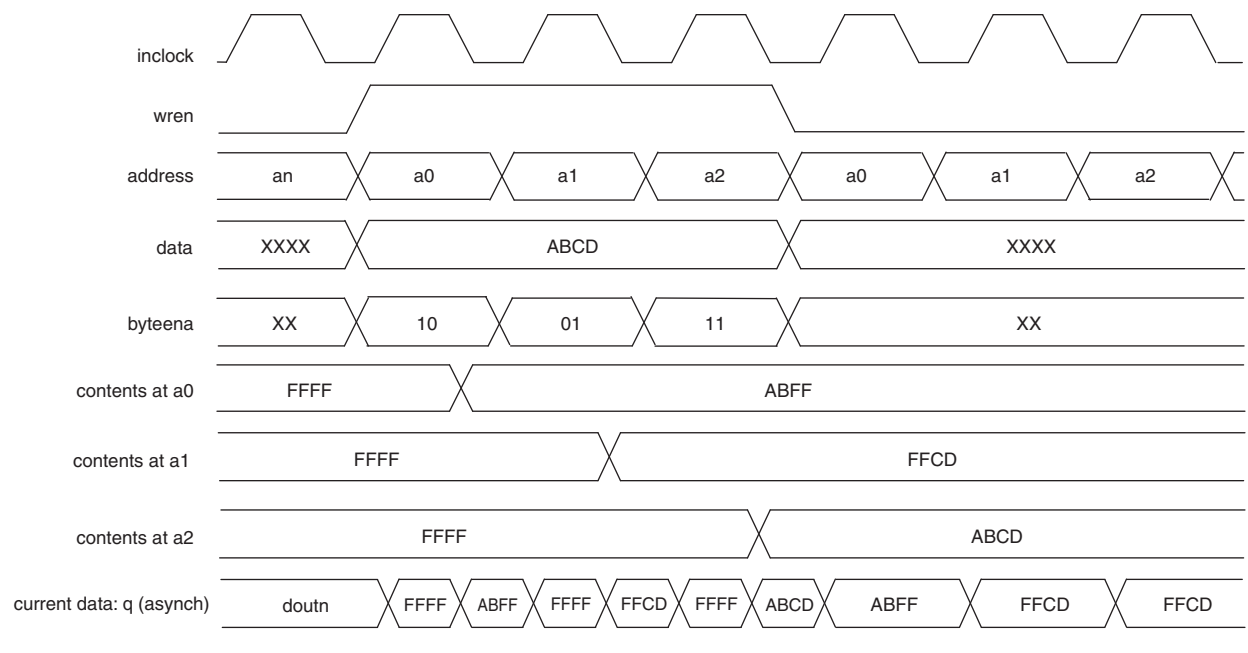 inclock
wren
address an a0 a1 a2 a0 a1 a2
data XXXX ABCD XXXX
byteena XX 10 01 11 XX
contents at a0 FFFF ABFF
contents at a1 FFFF FFCD
contents at a2 FFFF ABCD
current data: q (asynch) doutn FFFF ABFF FFFF FFCD FFFF ABCD ABFF FFCD FFCD